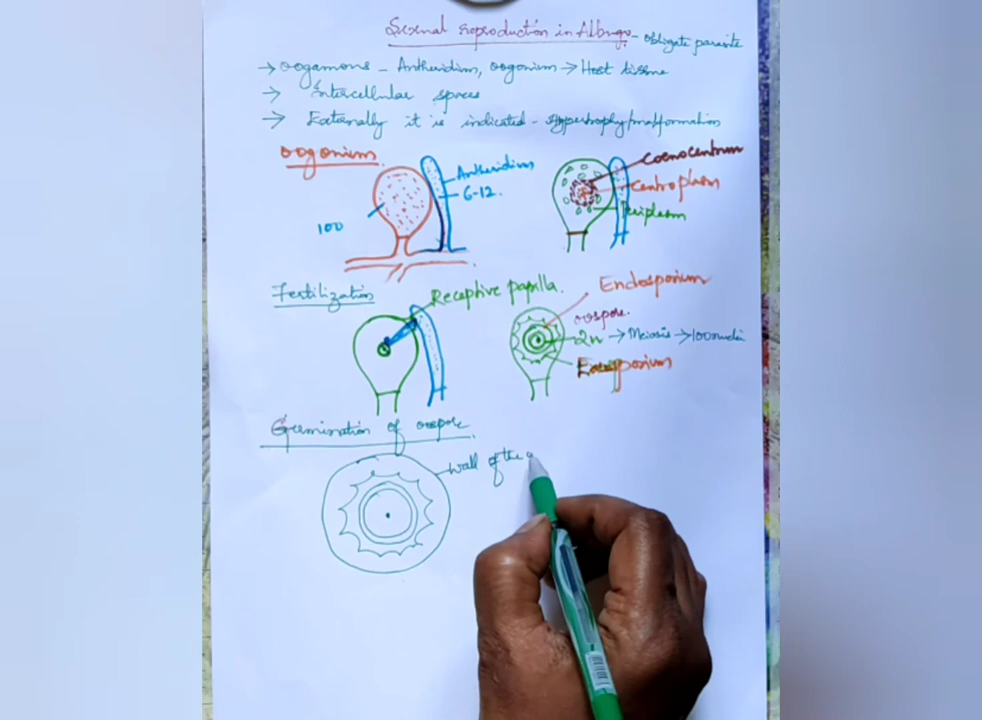 Sexual reproduction in Albugo - obligate parasite
→ oogamous - Antheridium, oogonium → Host tissue
→ Intercellular spaces
→ Externally it is indicated - Hypertrophy/malformation
oogonium
Antheridium
6-12.
100
Coenocentrum
Centroplasm
Periplasm
Fertilization
Receptive papilla.
Endosporium
oospore.
2n → Meiosis → 100 nuclei
Exosporium
Germination of oospore
wall of the o